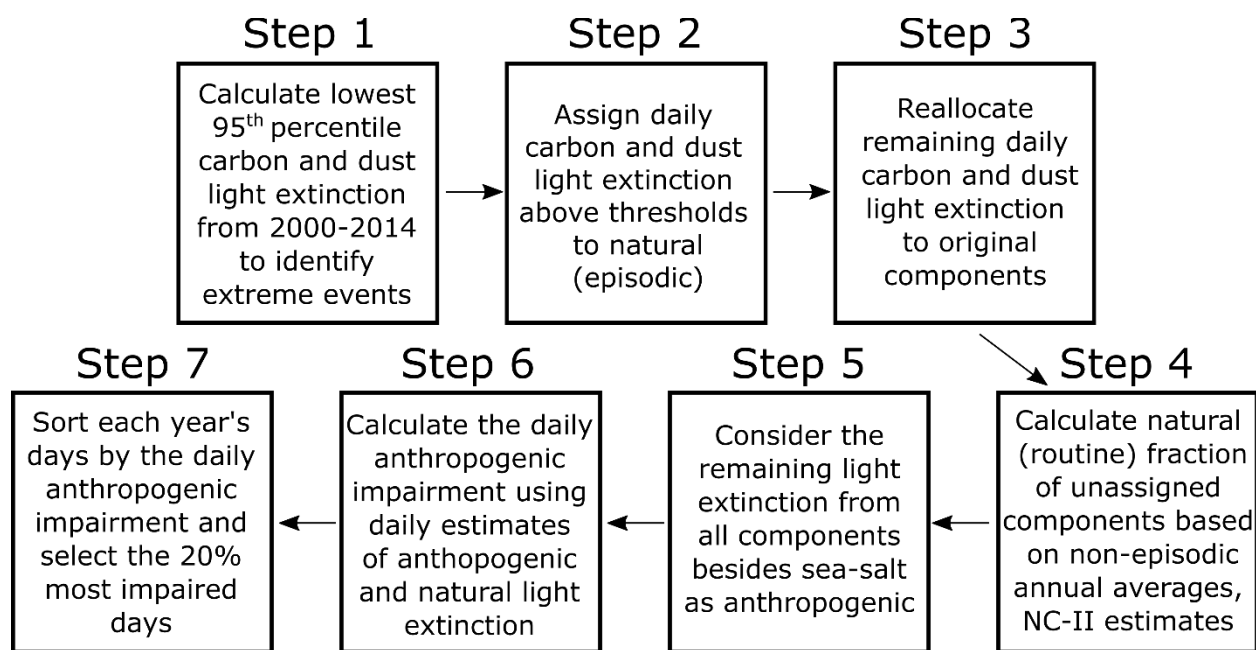 Step 1
Calculate lowest
95th percentile
carbon and dust
light extinction
from 2000-2014
to identify
extreme events
Step 2
Assign daily
carbon and dust
light extinction
above thresholds
to natural
(episodic)
Step 3
Reallocate
remaining daily
carbon and dust
light extinction
to original
components
Step 4
Calculate natural
(routine) fraction
of unassigned
components based
on non-episodic
annual averages,
NC-II estimates
Step 5
Consider the
remaining light
extinction from
all components
besides sea-salt
as anthropogenic
Step 6
Calculate the daily
anthropogenic
impairment using
daily estimates
of anthopogenic
and natural light
extinction
Step 7
Sort each year's
days by the daily
anthropogenic
impairment and
select the 20%
most impaired
days